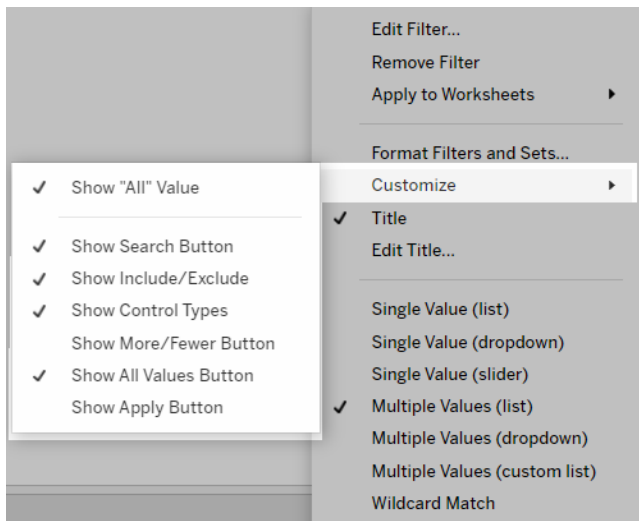 Edit Filter...
Remove Filter
Apply to Worksheets
Format Filters and Sets...
Customize
Title
Edit Title...
Single Value (list)
Single Value (dropdown)
Single Value (slider)
Multiple Values (list)
Multiple Values (dropdown)
Multiple Values (custom list)
Wildcard Match
Show "All" Value
Show Search Button
Show Include/Exclude
Show Control Types
Show More/Fewer Button
Show All Values Button
Show Apply Button